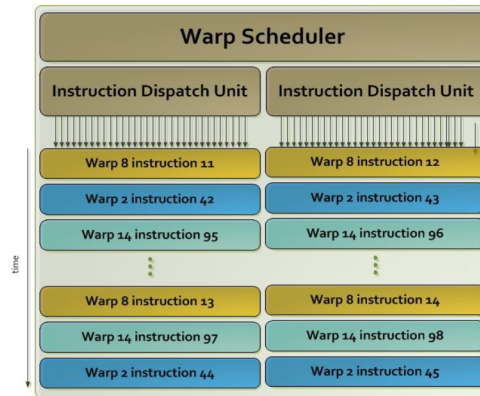 Warp Scheduler
Instruction Dispatch Unit
Instruction Dispatch Unit
Warp 8 instruction 11
Warp 8 instruction 12
Warp 2 instruction 42
Warp 2 instruction 43
Warp 14 instruction 95
Warp 14 instruction 96
time
Warp 8 instruction 13
Warp 8 instruction 14
Warp 14 instruction 97
Warp 14 instruction 98
Warp 2 instruction 44
Warp 2 instruction 45